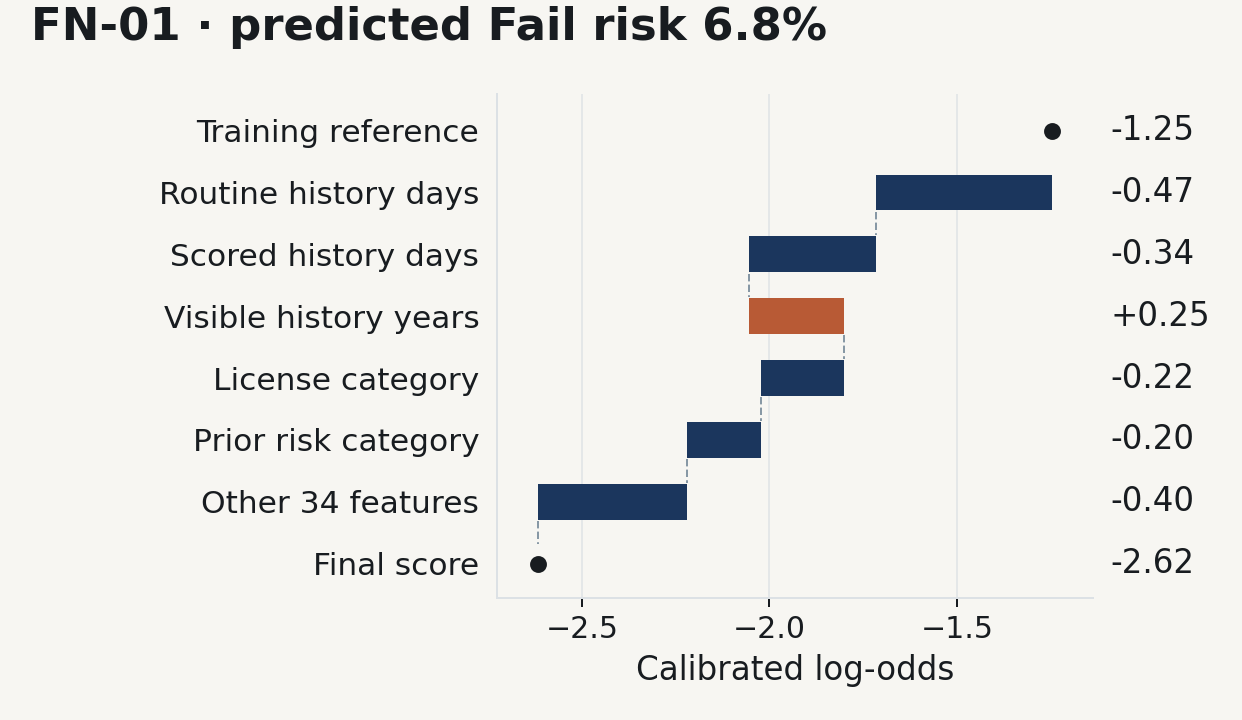 FN-01 · predicted Fail risk 6.8%
Training reference -1.25
Routine history days -0.47
Scored history days -0.34
Visible history years +0.25
License category -0.22
Prior risk category -0.20
Other 34 features -0.40
Final score -2.62
−2.5 −2.0 −1.5
Calibrated log-odds